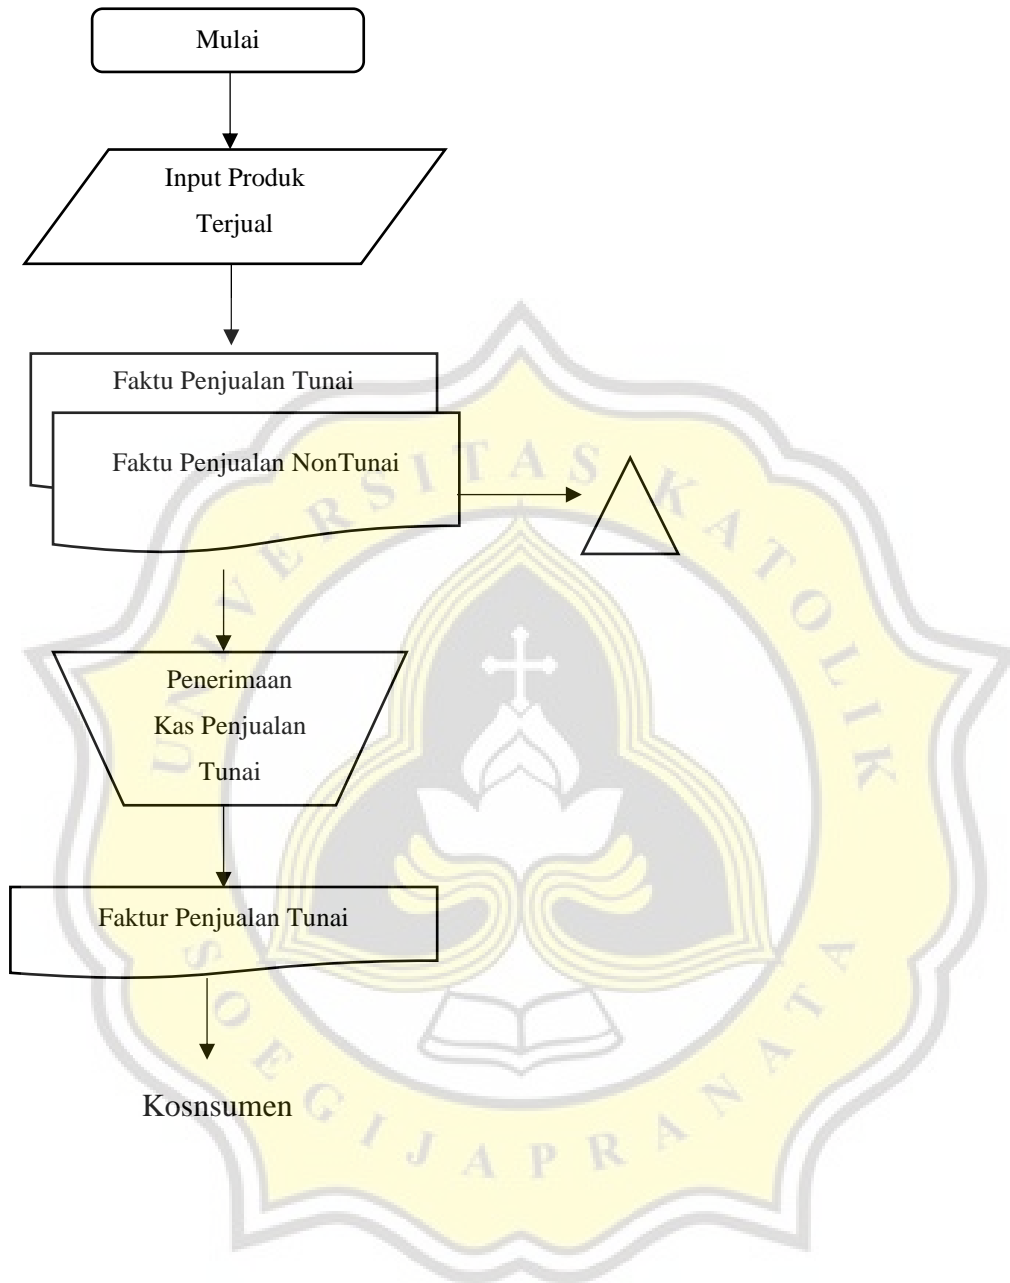 Mulai
Input Produk
Terjual
Faktu Penjualan Tunai
Faktu Penjualan NonTunai
Penerimaan
Kas Penjualan
Tunai
Faktur Penjualan Tunai
Kosnsumen
UNIVERSITAS KATOLIK
SOEGIJAPRANATA